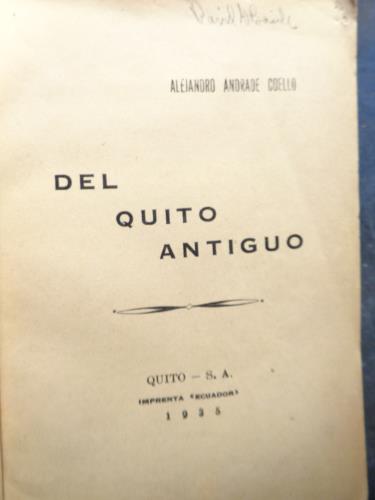 ALEJANDRO ANDRADE COELLO
DEL
QUITO
ANTIGUO
QUITO — S. A.
IMPRENTA "ECUADOR"
1935